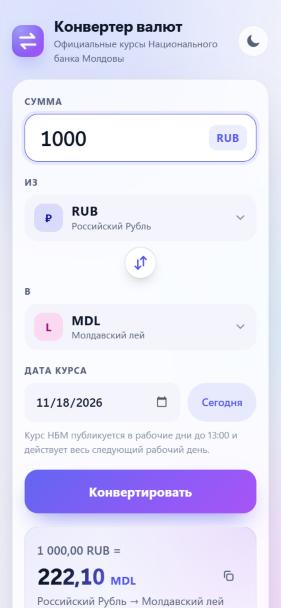 Конвертер валют
Официальные курсы Национального
банка Молдовы
СУММА
1000
RUB
ИЗ
₽
RUB
Российский Рубль
В
L
MDL
Молдавский лей
ДАТА КУРСА
11/18/2026
Сегодня
Курс НБМ публикуется в рабочие дни до 13:00 и
действует весь следующий рабочий день.
Конвертировать
1 000,00 RUB =
222,10 MDL
Российский Рубль → Молдавский лей